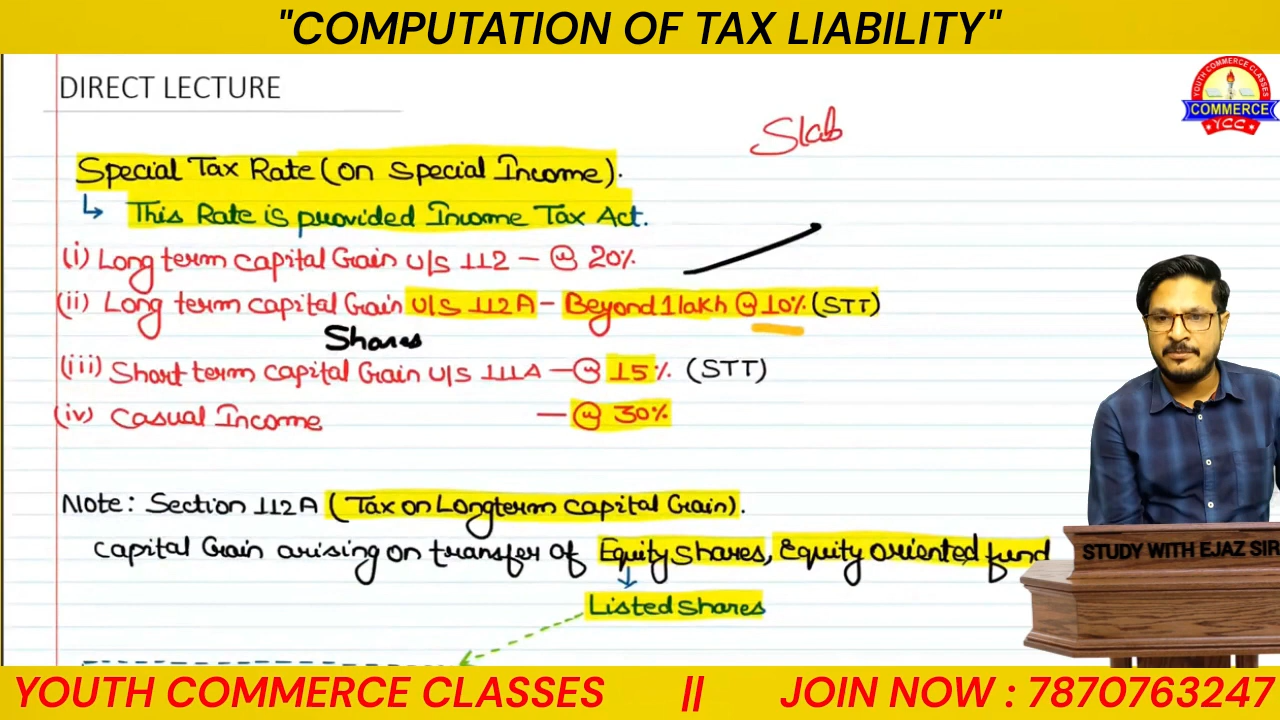 "COMPUTATION OF TAX LIABILITY"
DIRECT LECTURE
YOUTH COMMERCE CLASSES
COMMERCE
YCC
Slab
Special Tax Rate (on Special Income).
↳ This Rate is provided Income Tax Act.
(i) Long term capital Gain U/S 112 - @ 20%
(ii) Long term capital Gain U/S 112A - Beyond 1 lakh @ 10% (STT)
Shares
(iii) Short term capital Gain U/S 111A - @ 15% (STT)
(iv) Casual Income - @ 30%
Note: Section 112A (Tax on Longterm capital Gain).
capital Gain arising on transfer of Equity shares, Equity oriented fund
↓
Listed shares
STUDY WITH EJAZ SIR
YOUTH COMMERCE CLASSES || JOIN NOW : 7870763247